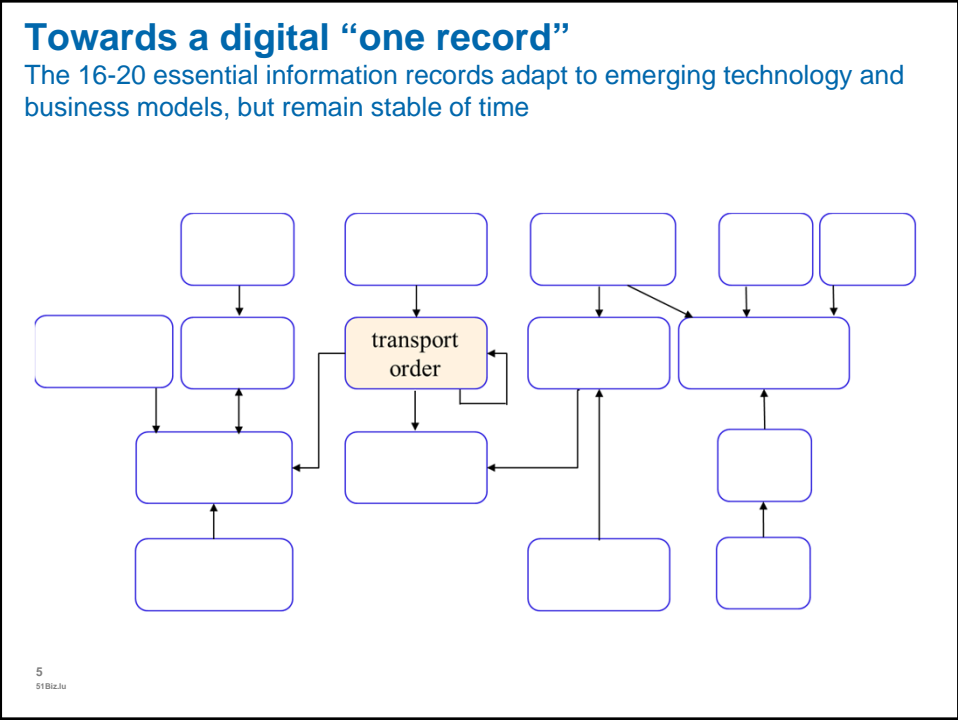 Towards a digital “one record”
The 16-20 essential information records adapt to emerging technology and
business models, but remain stable of time
transport
order
5
51Biz.lu